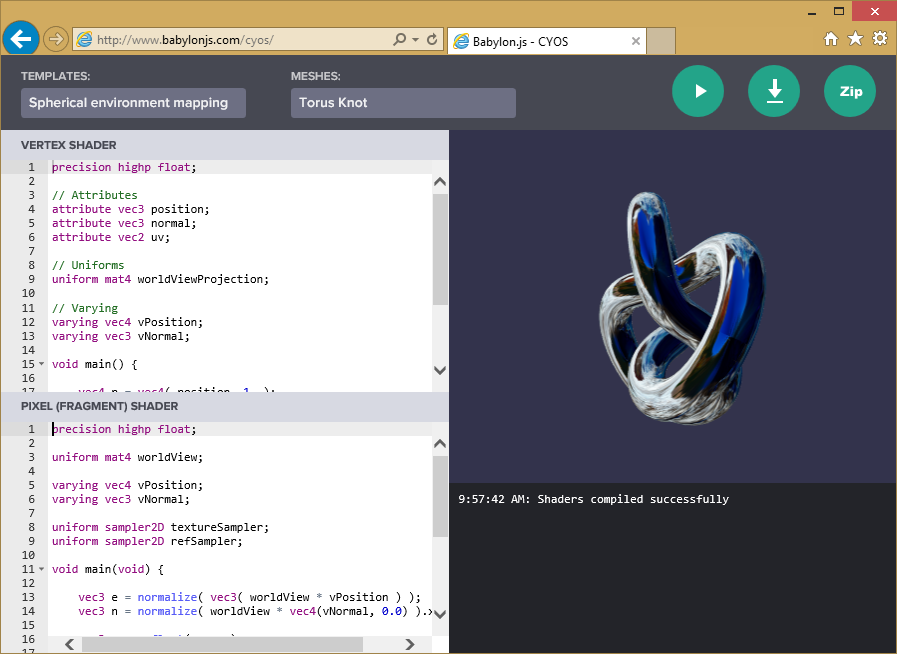 http://www.babylonjs.com/cyos/
Babylon.js - CYOS
TEMPLATES:
MESHES:
Spherical environment mapping
Torus Knot
Zip
VERTEX SHADER
1 precision highp float;
2
3 // Attributes
4 attribute vec3 position;
5 attribute vec3 normal;
6 attribute vec2 uv;
7
8 // Uniforms
9 uniform mat4 worldViewProjection;
10
11 // Varying
12 varying vec4 vPosition;
13 varying vec3 vNormal;
14
15 void main() {
16
17 vec4 p = vec4( position, 1. );
PIXEL (FRAGMENT) SHADER
1 precision highp float;
2
3 uniform mat4 worldView;
4
5 varying vec4 vPosition;
6 varying vec3 vNormal;
7
8 uniform sampler2D textureSampler;
9 uniform sampler2D refSampler;
10
11 void main(void) {
12
13 vec3 e = normalize( vec3( worldView * vPosition ) );
14 vec3 n = normalize( worldView * vec4(vNormal, 0.0) ).x
15
16
17
9:57:42 AM: Shaders compiled successfully